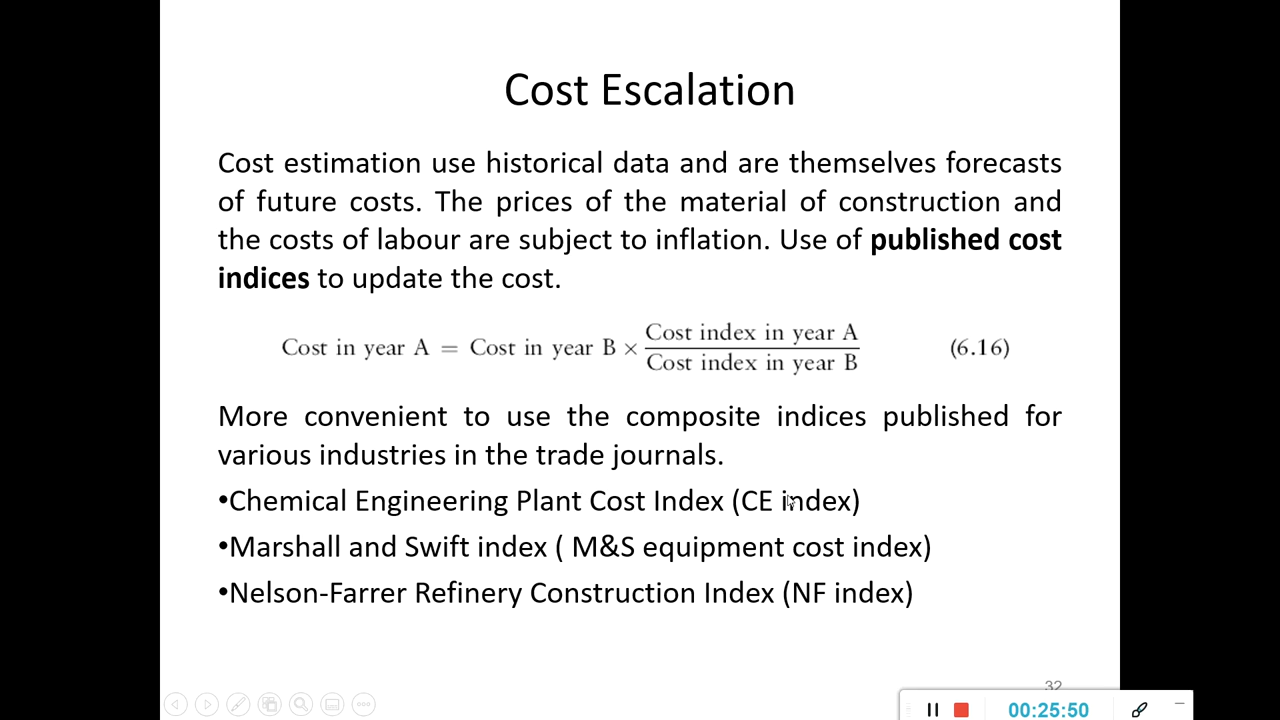 Cost Escalation
Cost estimation use historical data and are themselves forecasts
of future costs. The prices of the material of construction and
the costs of labour are subject to inflation. Use of published cost
indices to update the cost.
Cost in year A = Cost in year B × Cost index in year A / Cost index in year B (6.16)
More convenient to use the composite indices published for
various industries in the trade journals.
•Chemical Engineering Plant Cost Index (CE index)
•Marshall and Swift index ( M&S equipment cost index)
•Nelson-Farrer Refinery Construction Index (NF index)
32
00:25:50